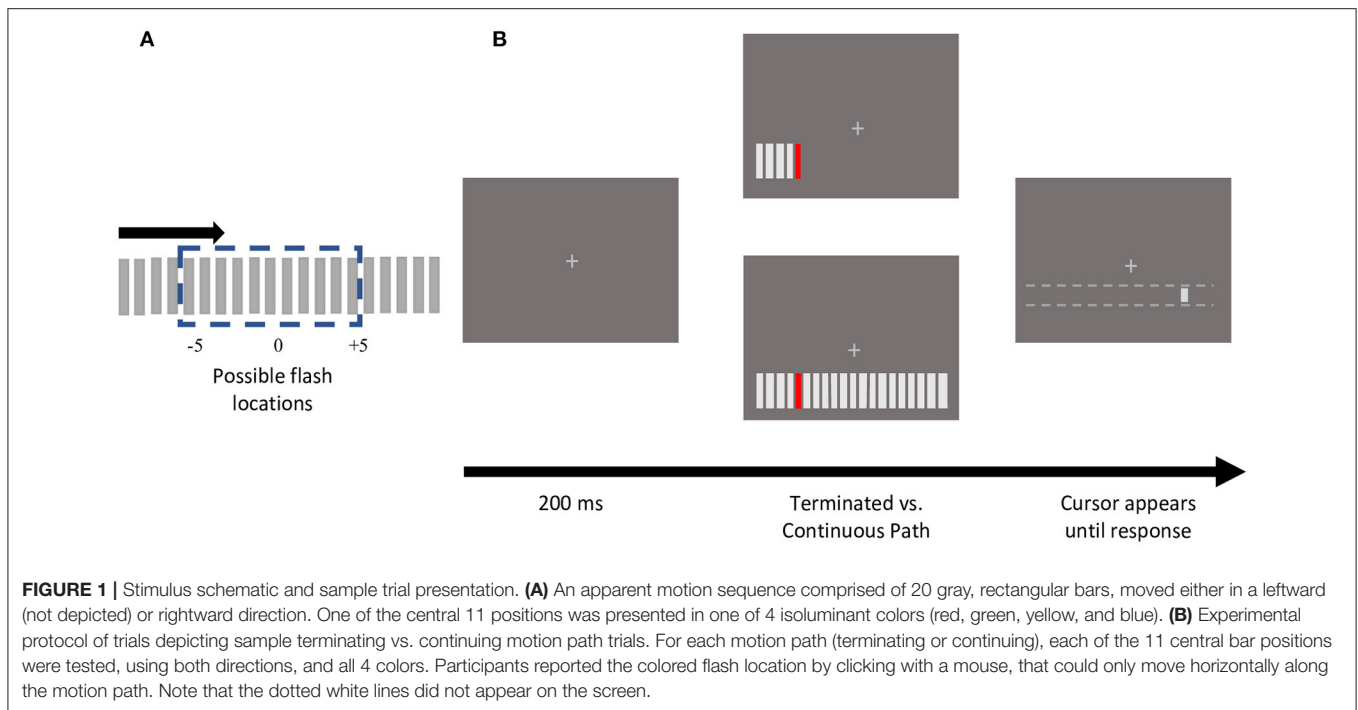 A
B
-5 0 +5
Possible flash
locations
200 ms
Terminated vs.
Continuous Path
Cursor appears
until response
FIGURE 1 | Stimulus schematic and sample trial presentation. (A) An apparent motion sequence comprised of 20 gray, rectangular bars, moved either in a leftward
(not depicted) or rightward direction. One of the central 11 positions was presented in one of 4 isoluminant colors (red, green, yellow, and blue). (B) Experimental
protocol of trials depicting sample terminating vs. continuing motion path trials. For each motion path (terminating or continuing), each of the 11 central bar positions
were tested, using both directions, and all 4 colors. Participants reported the colored flash location by clicking with a mouse, that could only move horizontally along
the motion path. Note that the dotted white lines did not appear on the screen.